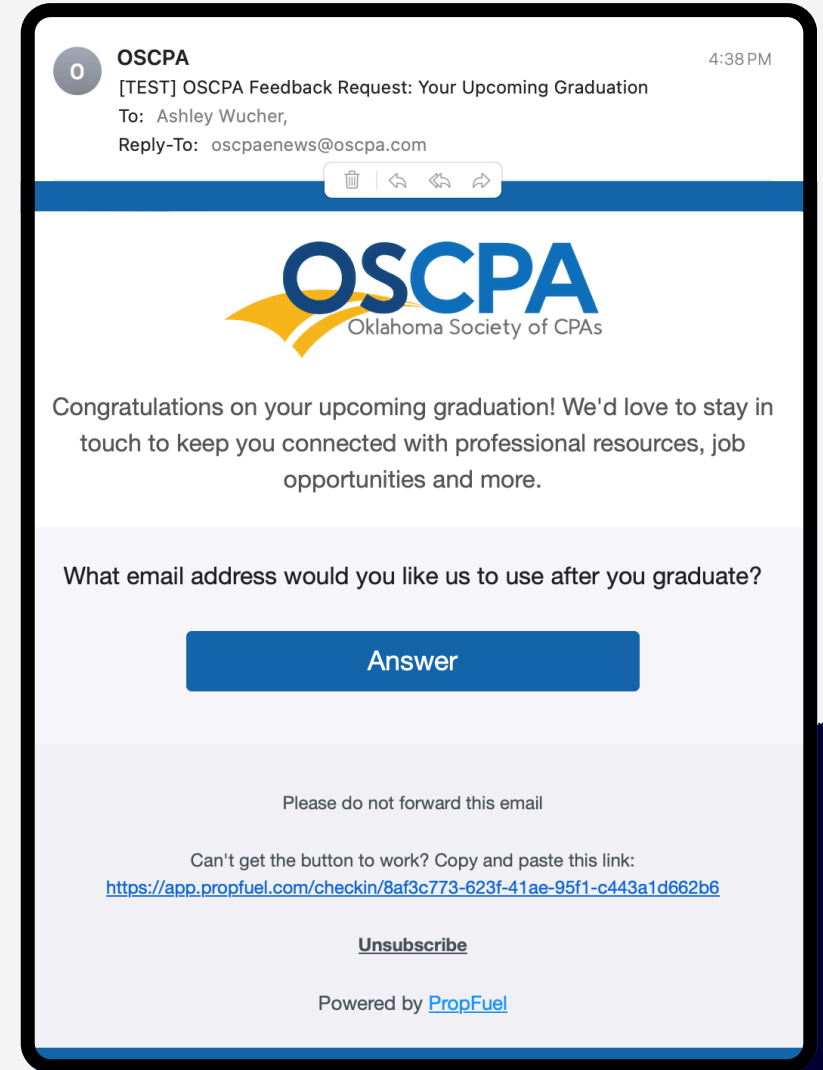 O
OSCPA
4:38 PM
[TEST] OSCPA Feedback Request: Your Upcoming Graduation
To: Ashley Wucher,
Reply-To: oscpaenews@oscpa.com
OSCPA
Oklahoma Society of CPAs
Congratulations on your upcoming graduation! We'd love to stay in
touch to keep you connected with professional resources, job
opportunities and more.
What email address would you like us to use after you graduate?
Answer
Please do not forward this email
Can't get the button to work? Copy and paste this link:
https://app.propfuel.com/checkin/8af3c773-623f-41ae-95f1-c443a1d662b6
Unsubscribe
Powered by PropFuel